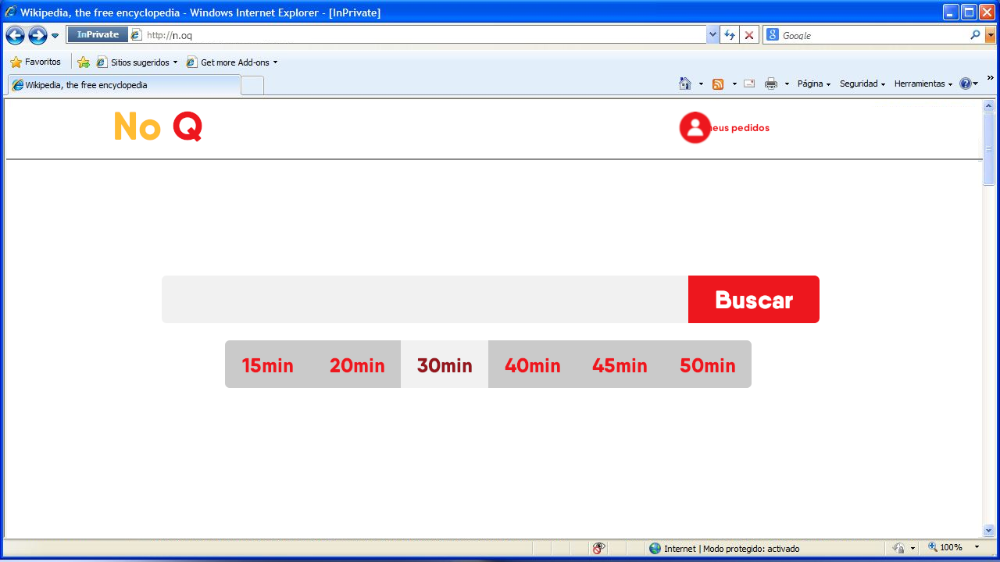 Wikipedia, the free encyclopedia - Windows Internet Explorer - [InPrivate]
InPrivate http://n.oq Google
Favoritos Sitios sugeridos Get more Add-ons
Wikipedia, the free encyclopedia Página Seguridad Herramientas
No Q eus pedidos
Buscar
15min 20min 30min 40min 45min 50min
Internet | Modo protegido: activado 100%